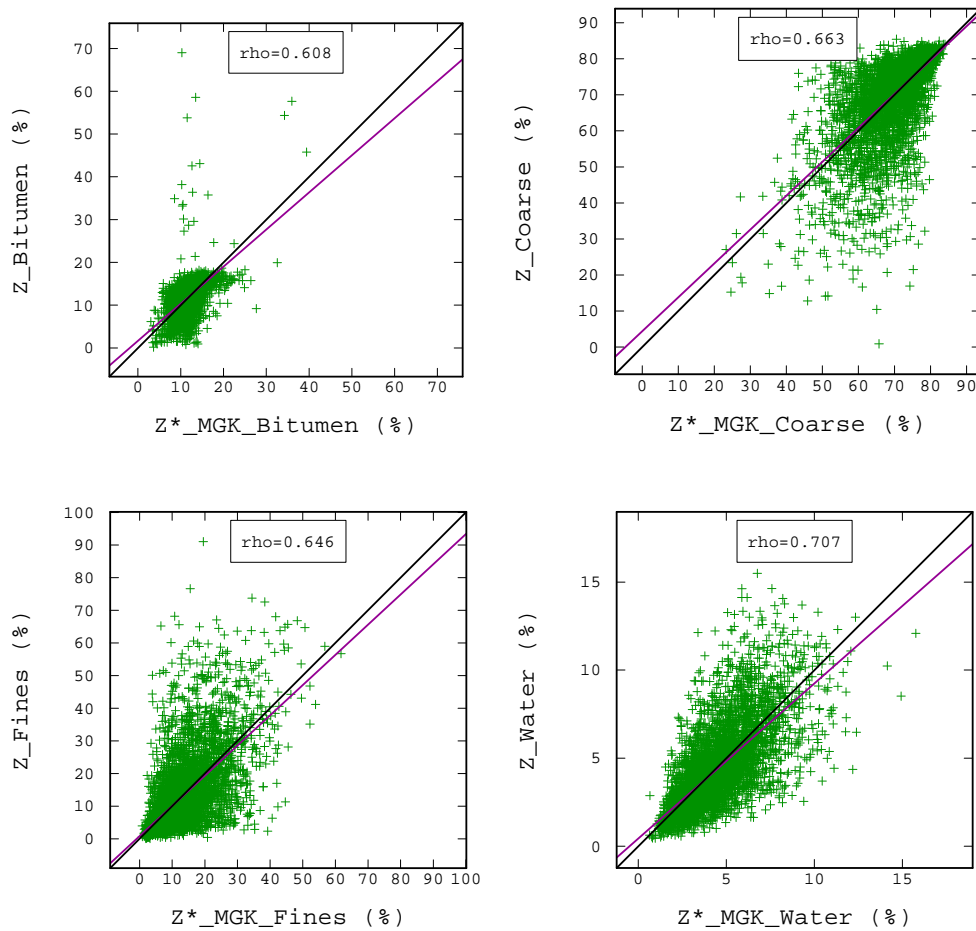 rho=0.608
Z_Bitumen (%)
70
60
50
40
30
20
10
0
0 10 20 30 40 50 60 70
Z*_MGK_Bitumen (%)
rho=0.663
Z_Coarse (%)
90
80
70
60
50
40
30
20
10
0
0 10 20 30 40 50 60 70 80 90
Z*_MGK_Coarse (%)
rho=0.646
Z_Fines (%)
100
90
80
70
60
50
40
30
20
10
0
0 10 20 30 40 50 60 70 80 90 100
Z*_MGK_Fines (%)
rho=0.707
Z_Water (%)
15
10
5
0
0 5 10 15
Z*_MGK_Water (%)